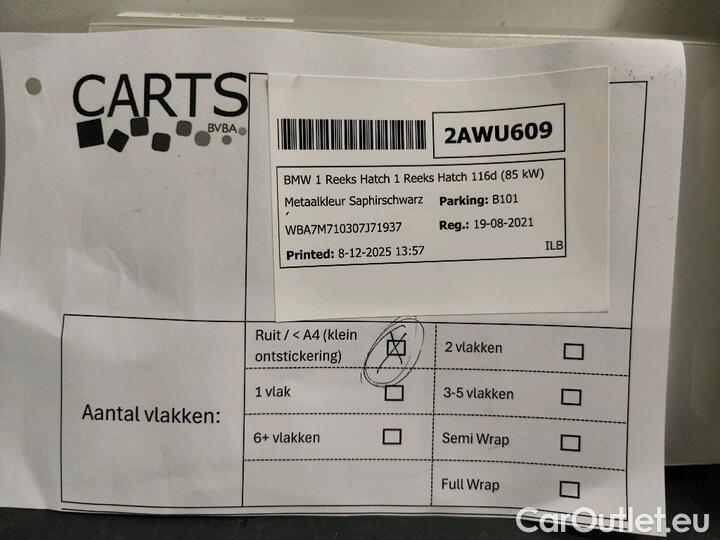 CARTS
BVBA
2AWU609
BMW 1 Reeks Hatch 1 Reeks Hatch 116d (85 kW)
Metaalkleur Saphirschwarz Parking: B101
WBA7M710307J71937 Reg.: 19-08-2021
Printed: 8-12-2025 13:57 ILB
Aantal vlakken:
Ruit / < A4 (klein
ontstickering)
2 vlakken
1 vlak
3-5 vlakken
6+ vlakken
Semi Wrap
Full Wrap
CarOutlet.eu